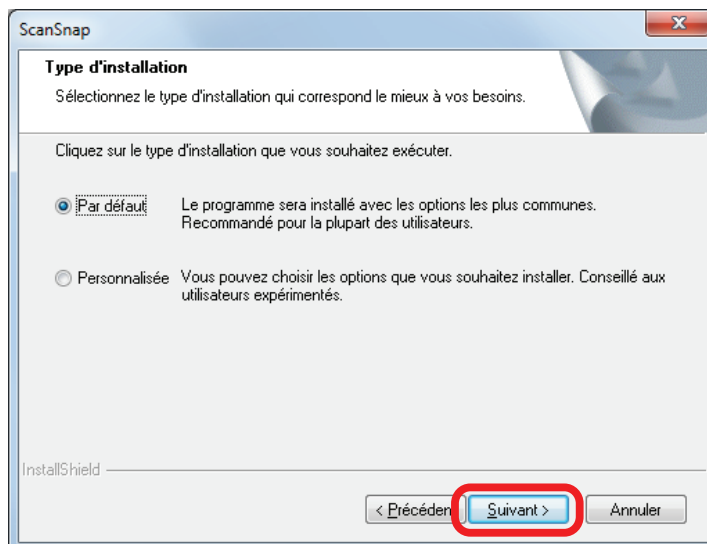 ScanSnap
Type d'installation
Sélectionnez le type d'installation qui correspond le mieux à vos besoins.
Cliquez sur le type d'installation que vous souhaitez exécuter.
Par défaut
Le programme sera installé avec les options les plus communes.
Recommandé pour la plupart des utilisateurs.
Personnalisée
Vous pouvez choisir les options que vous souhaitez installer. Conseillé aux
utilisateurs expérimentés.
InstallShield
< Précéden
Suivant >
Annuler